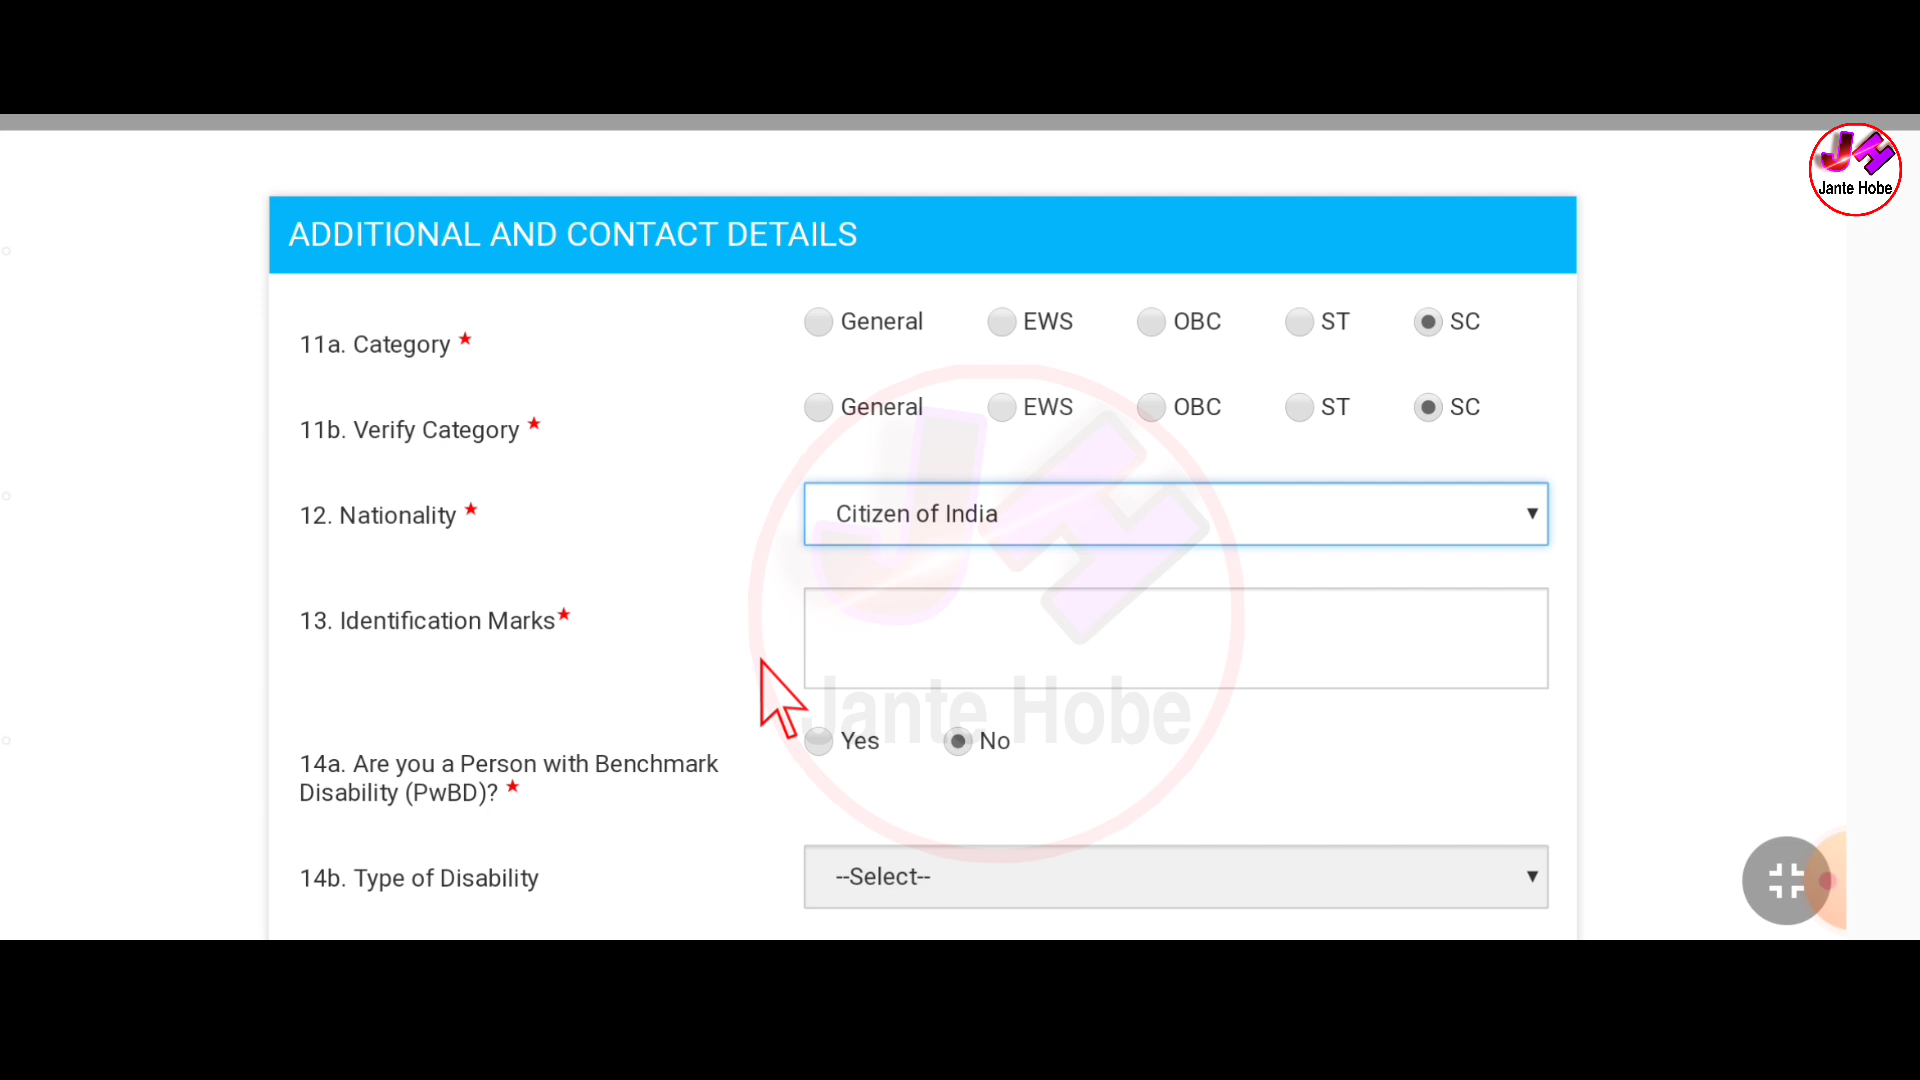 JH
Jante Hobe
ADDITIONAL AND CONTACT DETAILS
11a. Category ★ General EWS OBC ST SC
11b. Verify Category ★ General EWS OBC ST SC
12. Nationality ★ Citizen of India
13. Identification Marks★
JH
Jante Hobe
14a. Are you a Person with Benchmark Disability (PwBD)? ★ Yes No
14b. Type of Disability --Select--